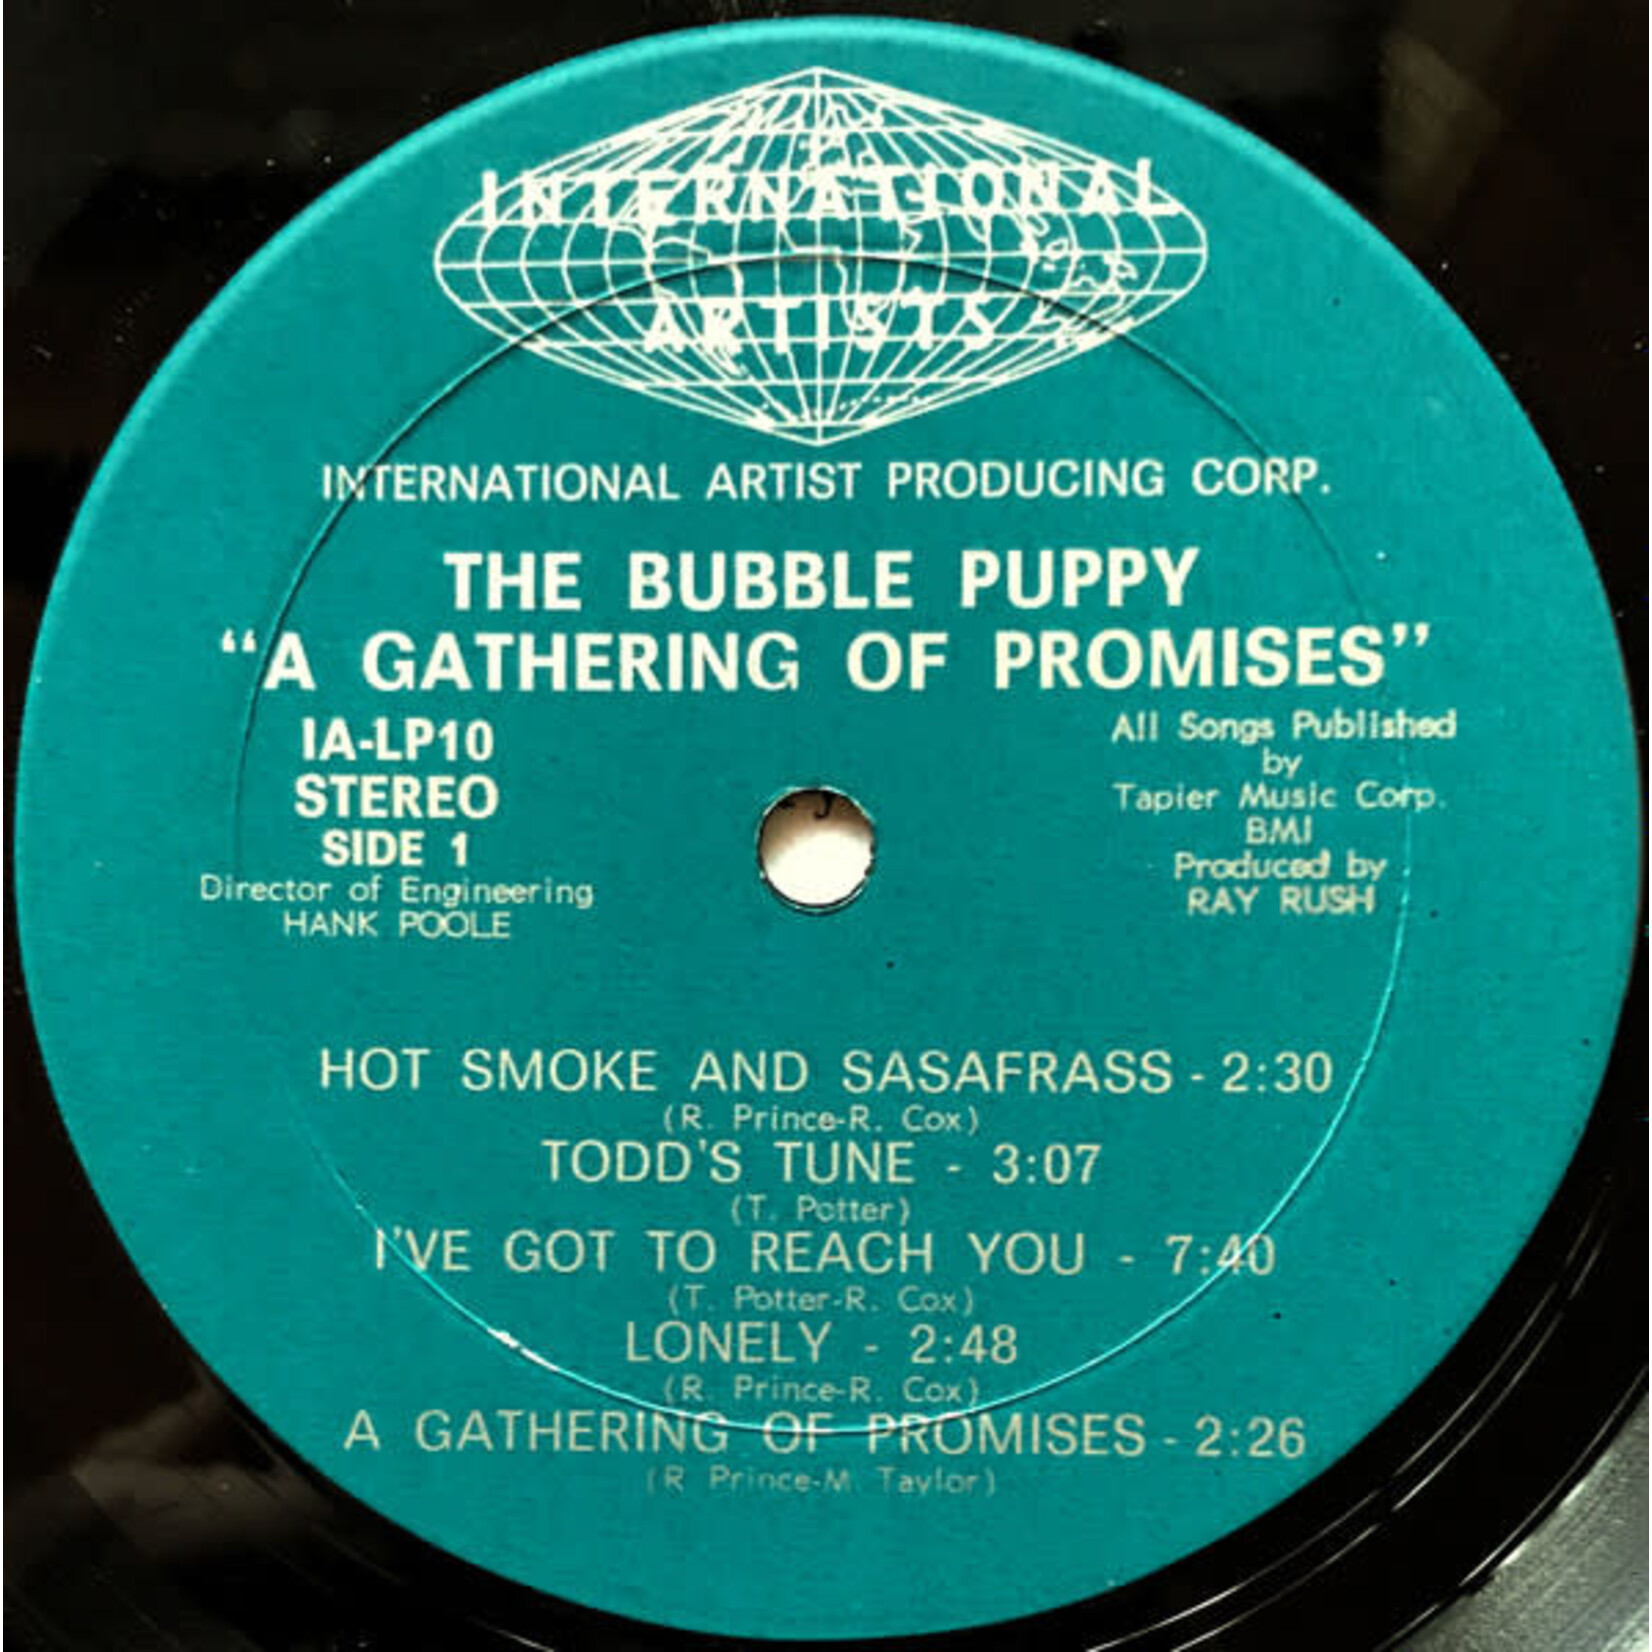 INTERNATIONAL
ARTISTS
INTERNATIONAL ARTIST PRODUCING CORP.
THE BUBBLE PUPPY
“A GATHERING OF PROMISES”
IA-LP10
STEREO
SIDE 1
Director of Engineering
HANK POOLE
All Songs Published
by
Tapier Music Corp.
BMI
Produced by
RAY RUSH
HOT SMOKE AND SASAFRASS - 2:30
(R. Prince-R. Cox)
TODD'S TUNE - 3:07
(T. Potter)
I'VE GOT TO REACH YOU - 7:40
(T. Potter-R. Cox)
LONELY - 2:48
(R. Prince-R. Cox)
A GATHERING OF PROMISES - 2:26
(R Prince-M. Taylor)